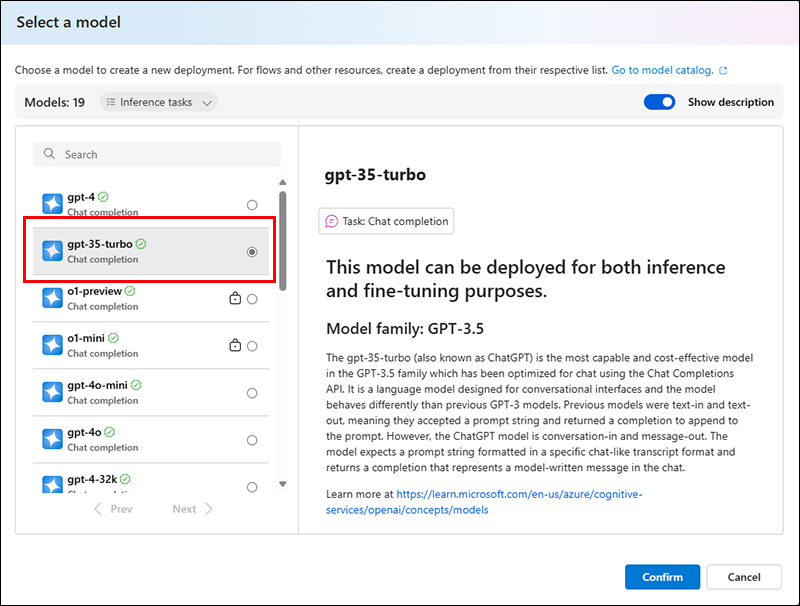 Select a model
Choose a model to create a new deployment. For flows and other resources, create a deployment from their respective list. Go to model catalog.
Models: 19
Inference tasks
Show description
Search
gpt-4
Chat completion
gpt-35-turbo
Chat completion
o1-preview
Chat completion
o1-mini
Chat completion
gpt-4o-mini
Chat completion
gpt-4o
Chat completion
gpt-4-32k
Prev
Next
gpt-35-turbo
Task: Chat completion
This model can be deployed for both inference
and fine-tuning purposes.
Model family: GPT-3.5
The gpt-35-turbo (also known as ChatGPT) is the most capable and cost-effective model
in the GPT-3.5 family which has been optimized for chat using the Chat Completions
API. It is a language model designed for conversational interfaces and the model
behaves differently than previous GPT-3 models. Previous models were text-in and text-
out, meaning they accepted a prompt string and returned a completion to append to
the prompt. However, the ChatGPT model is conversation-in and message-out. The
model expects a prompt string formatted in a specific chat-like transcript format and
returns a completion that represents a model-written message in the chat.
Learn more at https://learn.microsoft.com/en-us/azure/cognitive-
services/openai/concepts/models
Confirm
Cancel